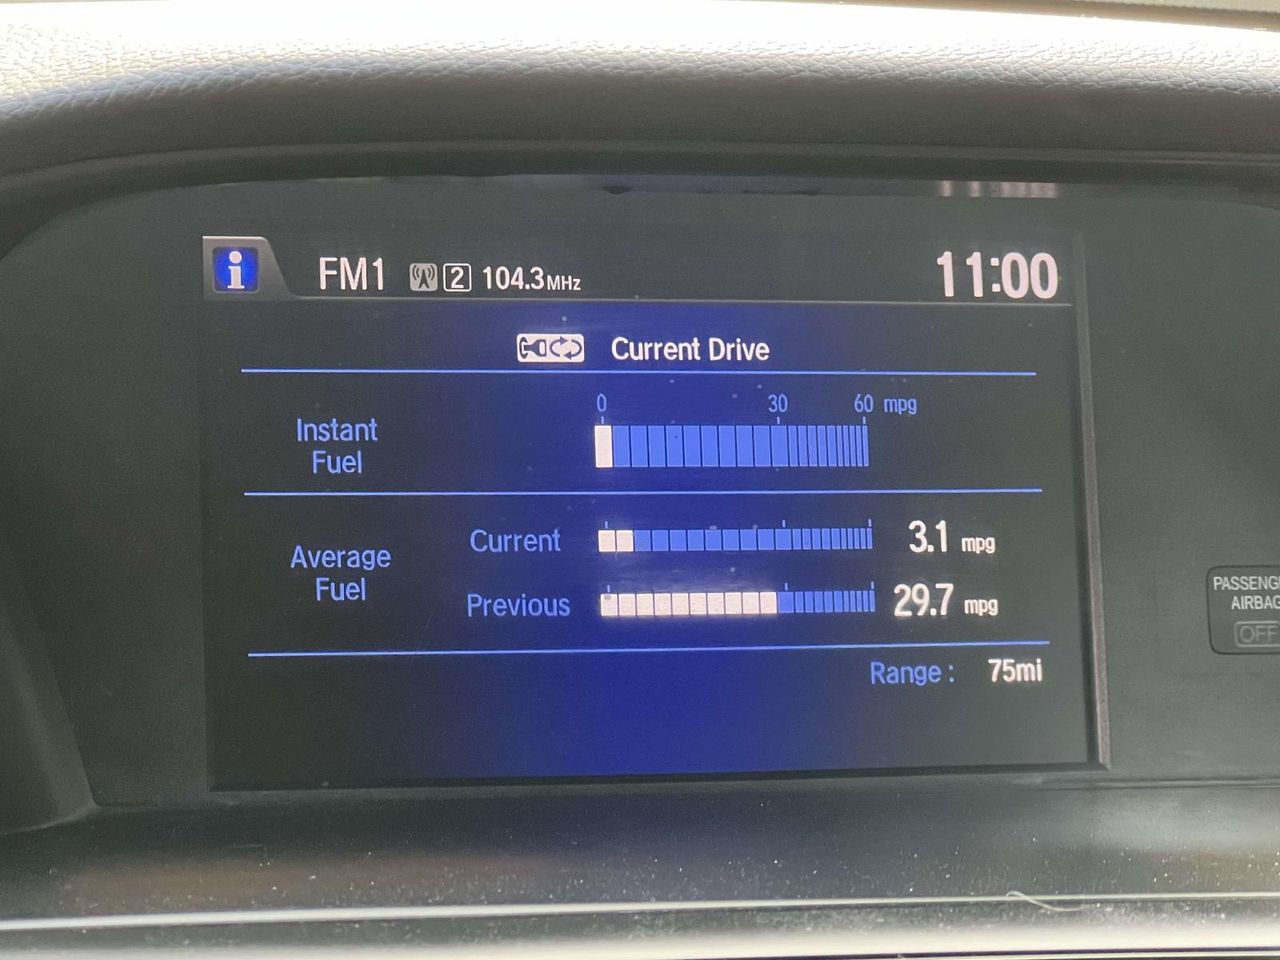 i FM1 2 104.3MHz 11:00
Current Drive
0 30 60 mpg
Instant
Fuel
Average
Fuel
Current 3.1 mpg
Previous 29.7 mpg
Range : 75mi
PASSENG
AIRBAG
OFF